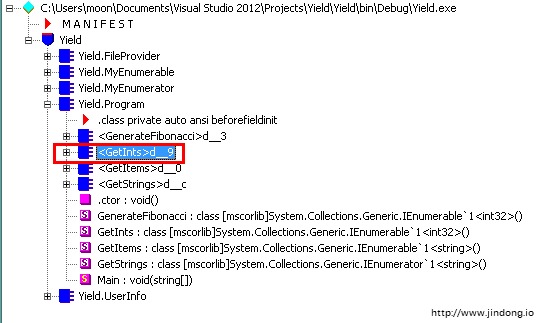 C:\Users\moon\Documents\Visual Studio 2012\Projects\Yield\Yield\bin\Debug\Yield.exe
M A N I F E S T
Yield
Yield.FileProvider
Yield.MyEnumerable
Yield.MyEnumerator
Yield.Program
.class private auto ansi beforefieldinit
<GenerateFibonacci>d__3
<GetInts>d__9
<GetItems>d__0
<GetStrings>d__c
.ctor : void()
GenerateFibonacci : class [mscorlib]System.Collections.Generic.IEnumerable`1<int32>()
GetInts : class [mscorlib]System.Collections.Generic.IEnumerable`1<int32>()
GetItems : class [mscorlib]System.Collections.Generic.IEnumerable`1<string>()
GetStrings : class [mscorlib]System.Collections.Generic.IEnumerator`1<string>()
Main : void(string[])
Yield.UserInfo
http://www.jindong.io